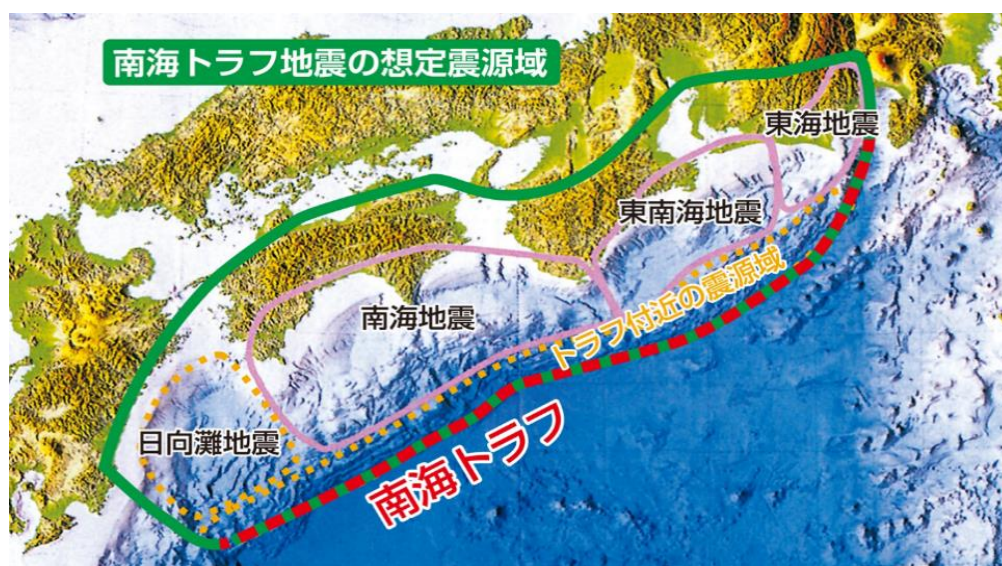 南海トラフ地震の想定震源域
東海地震
東南海地震
南海地震
トラフ付近の震源域
日向灘地震
南海トラフ